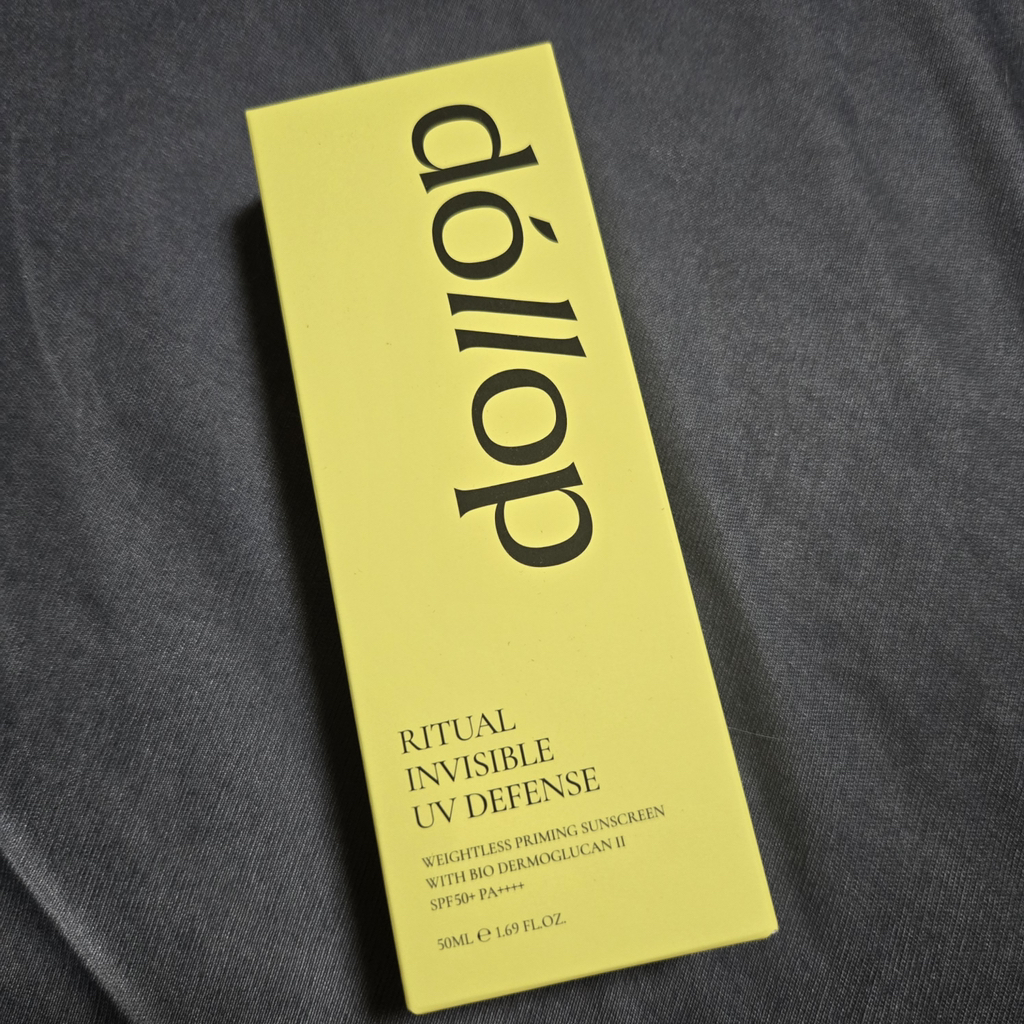 dóllop
RITUAL
INVISIBLE
UV DEFENSE
WEIGHTLESS PRIMING SUNSCREEN
WITH BIO DERMOGLUCAN II
SPF50+ PA++++
50ML ℮ 1.69 FL.OZ.